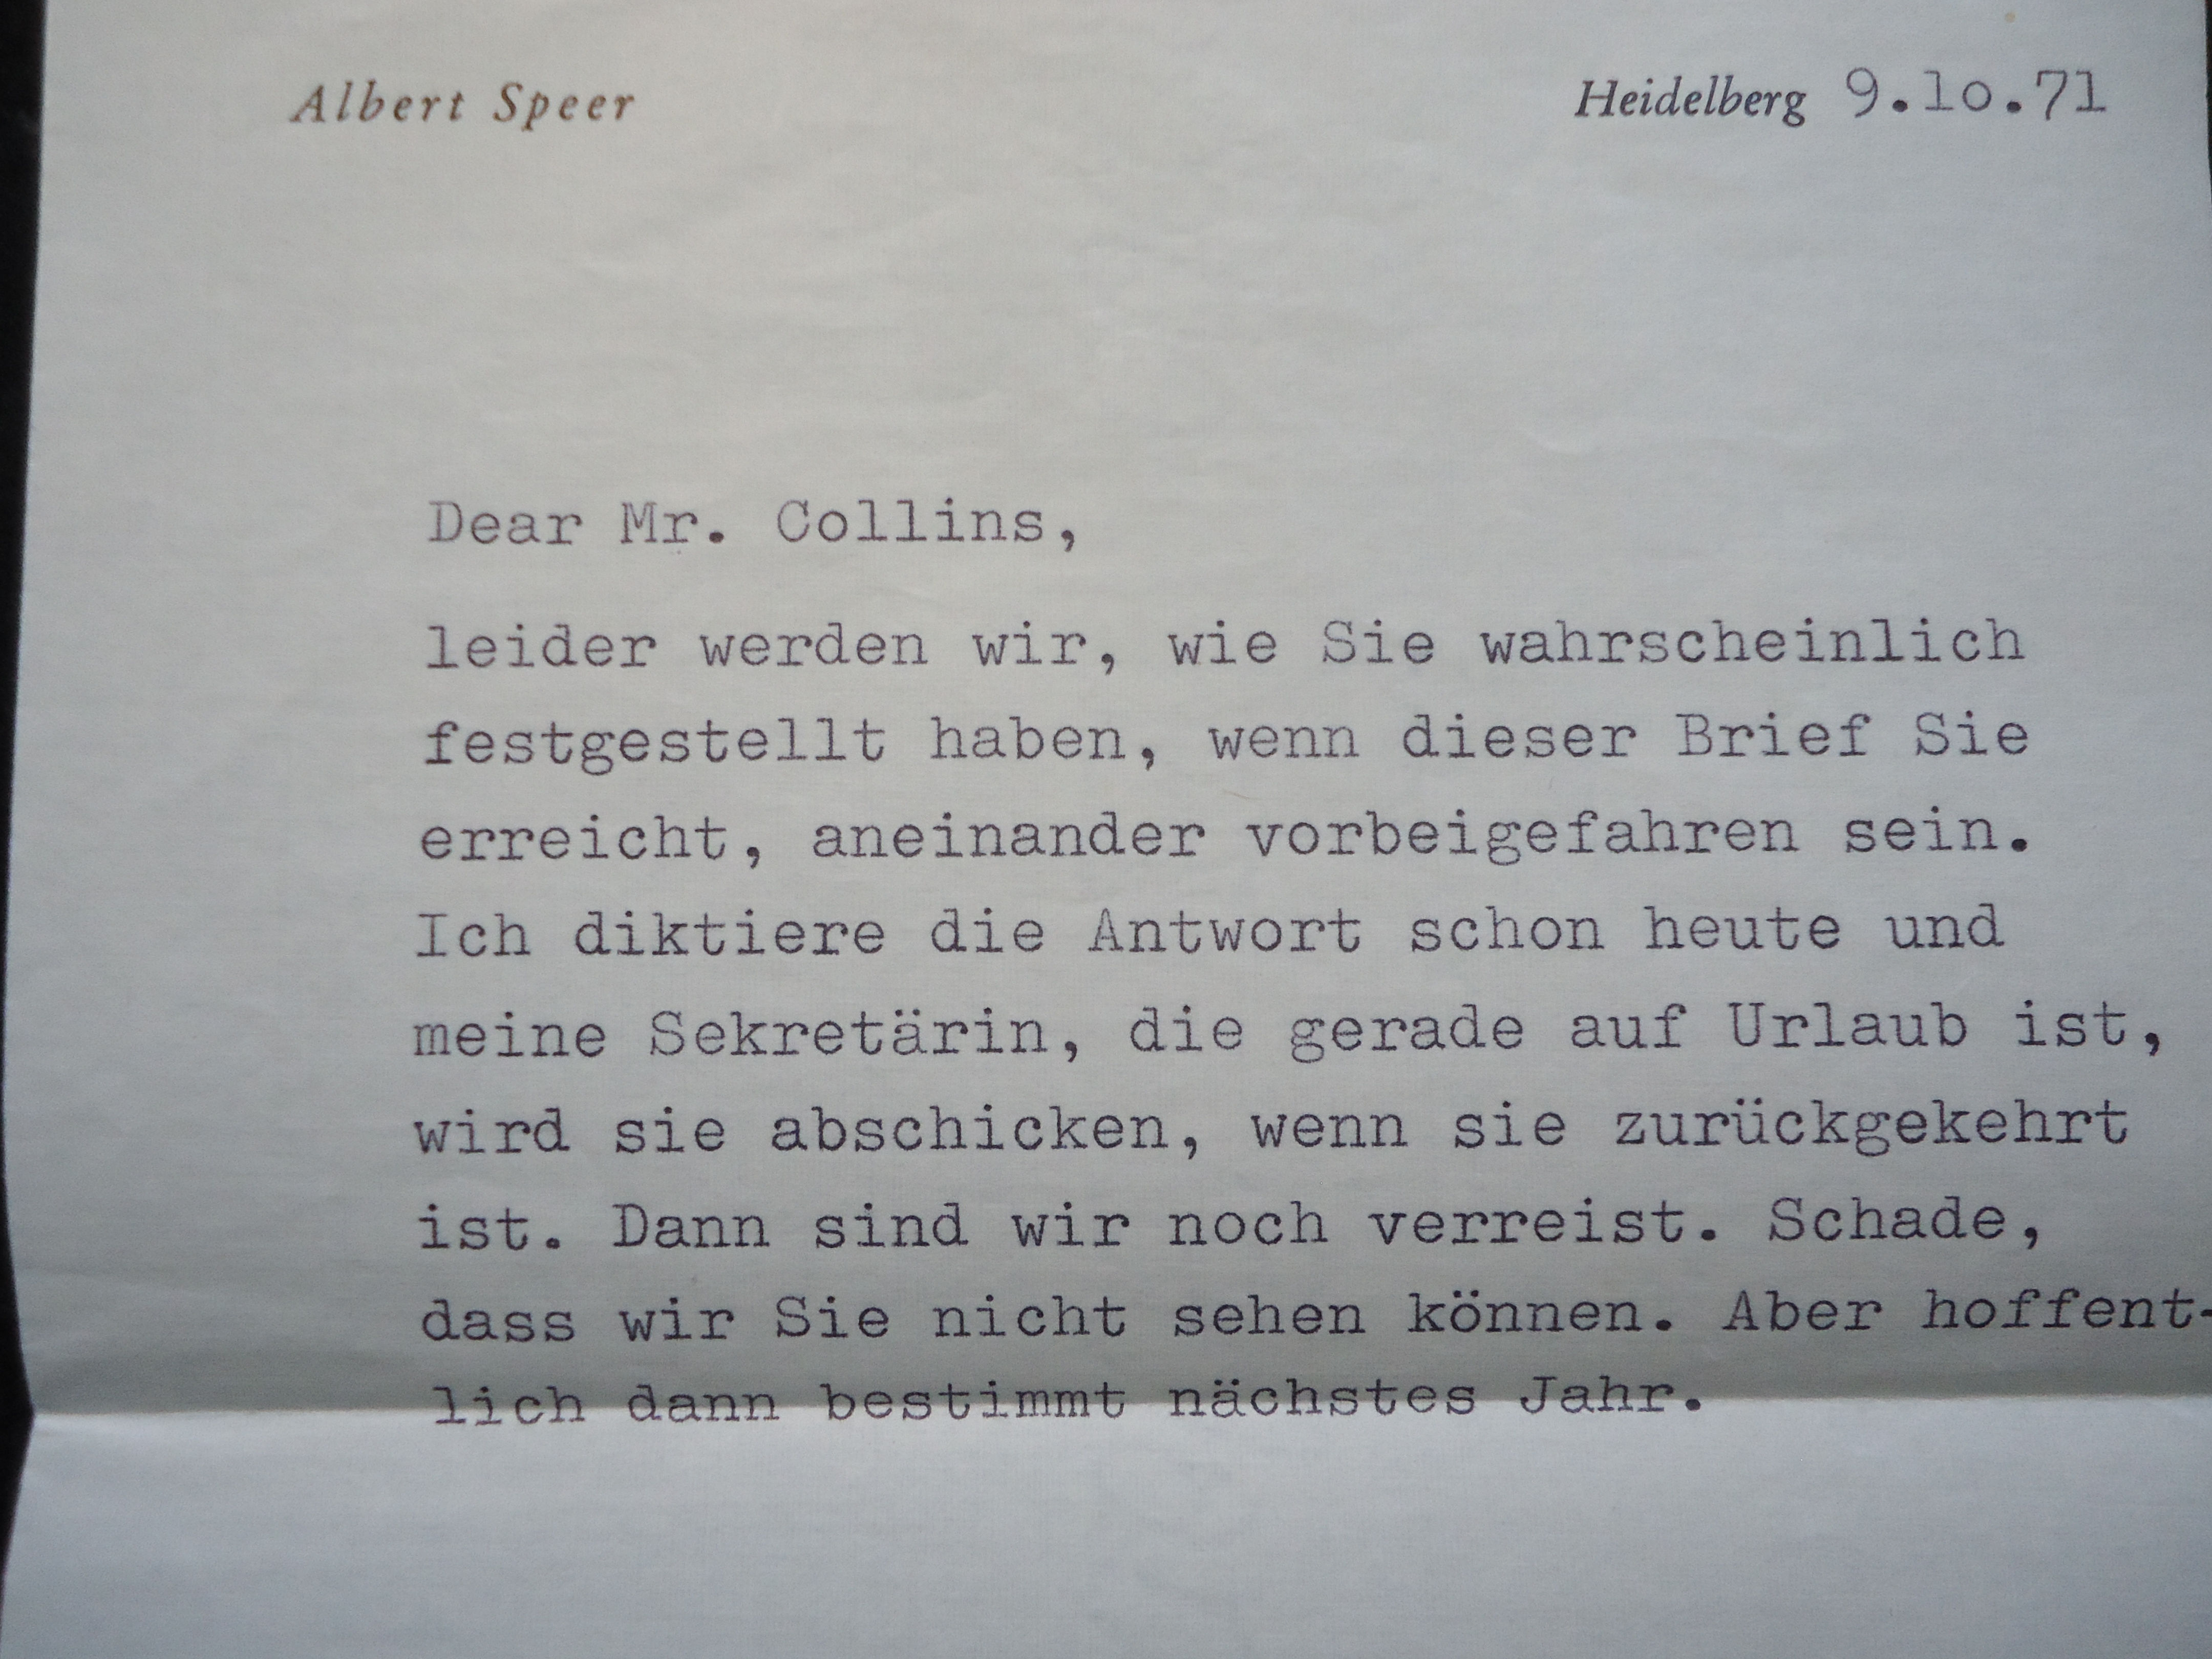 Albert Speer Heidelberg 9.lo.71
Dear Mr. Collins,
leider werden wir, wie Sie wahrscheinlich
festgestellt haben, wenn dieser Brief Sie
erreicht, aneinander vorbeigefahren sein.
Ich diktiere die Antwort schon heute und
meine Sekretärin, die gerade auf Urlaub ist,
wird sie abschicken, wenn sie zurückgekehrt
ist. Dann sind wir noch verreist. Schade,
dass wir Sie nicht sehen können. Aber hoffent-
lich dann bestimmt nächstes Jahr.